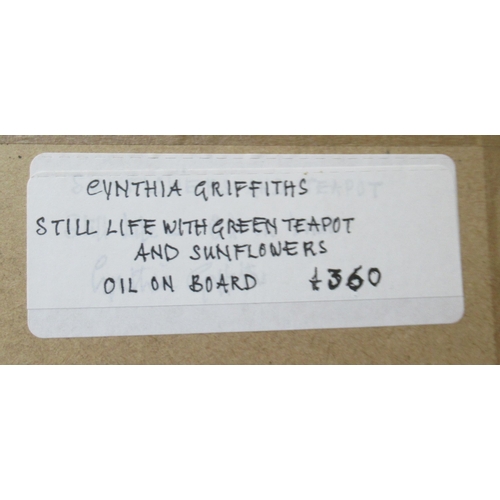 CYNTHIA GRIFFITHS
STILL LIFE WITH GREEN TEAPOT
AND SUNFLOWERS
OIL ON BOARD £360